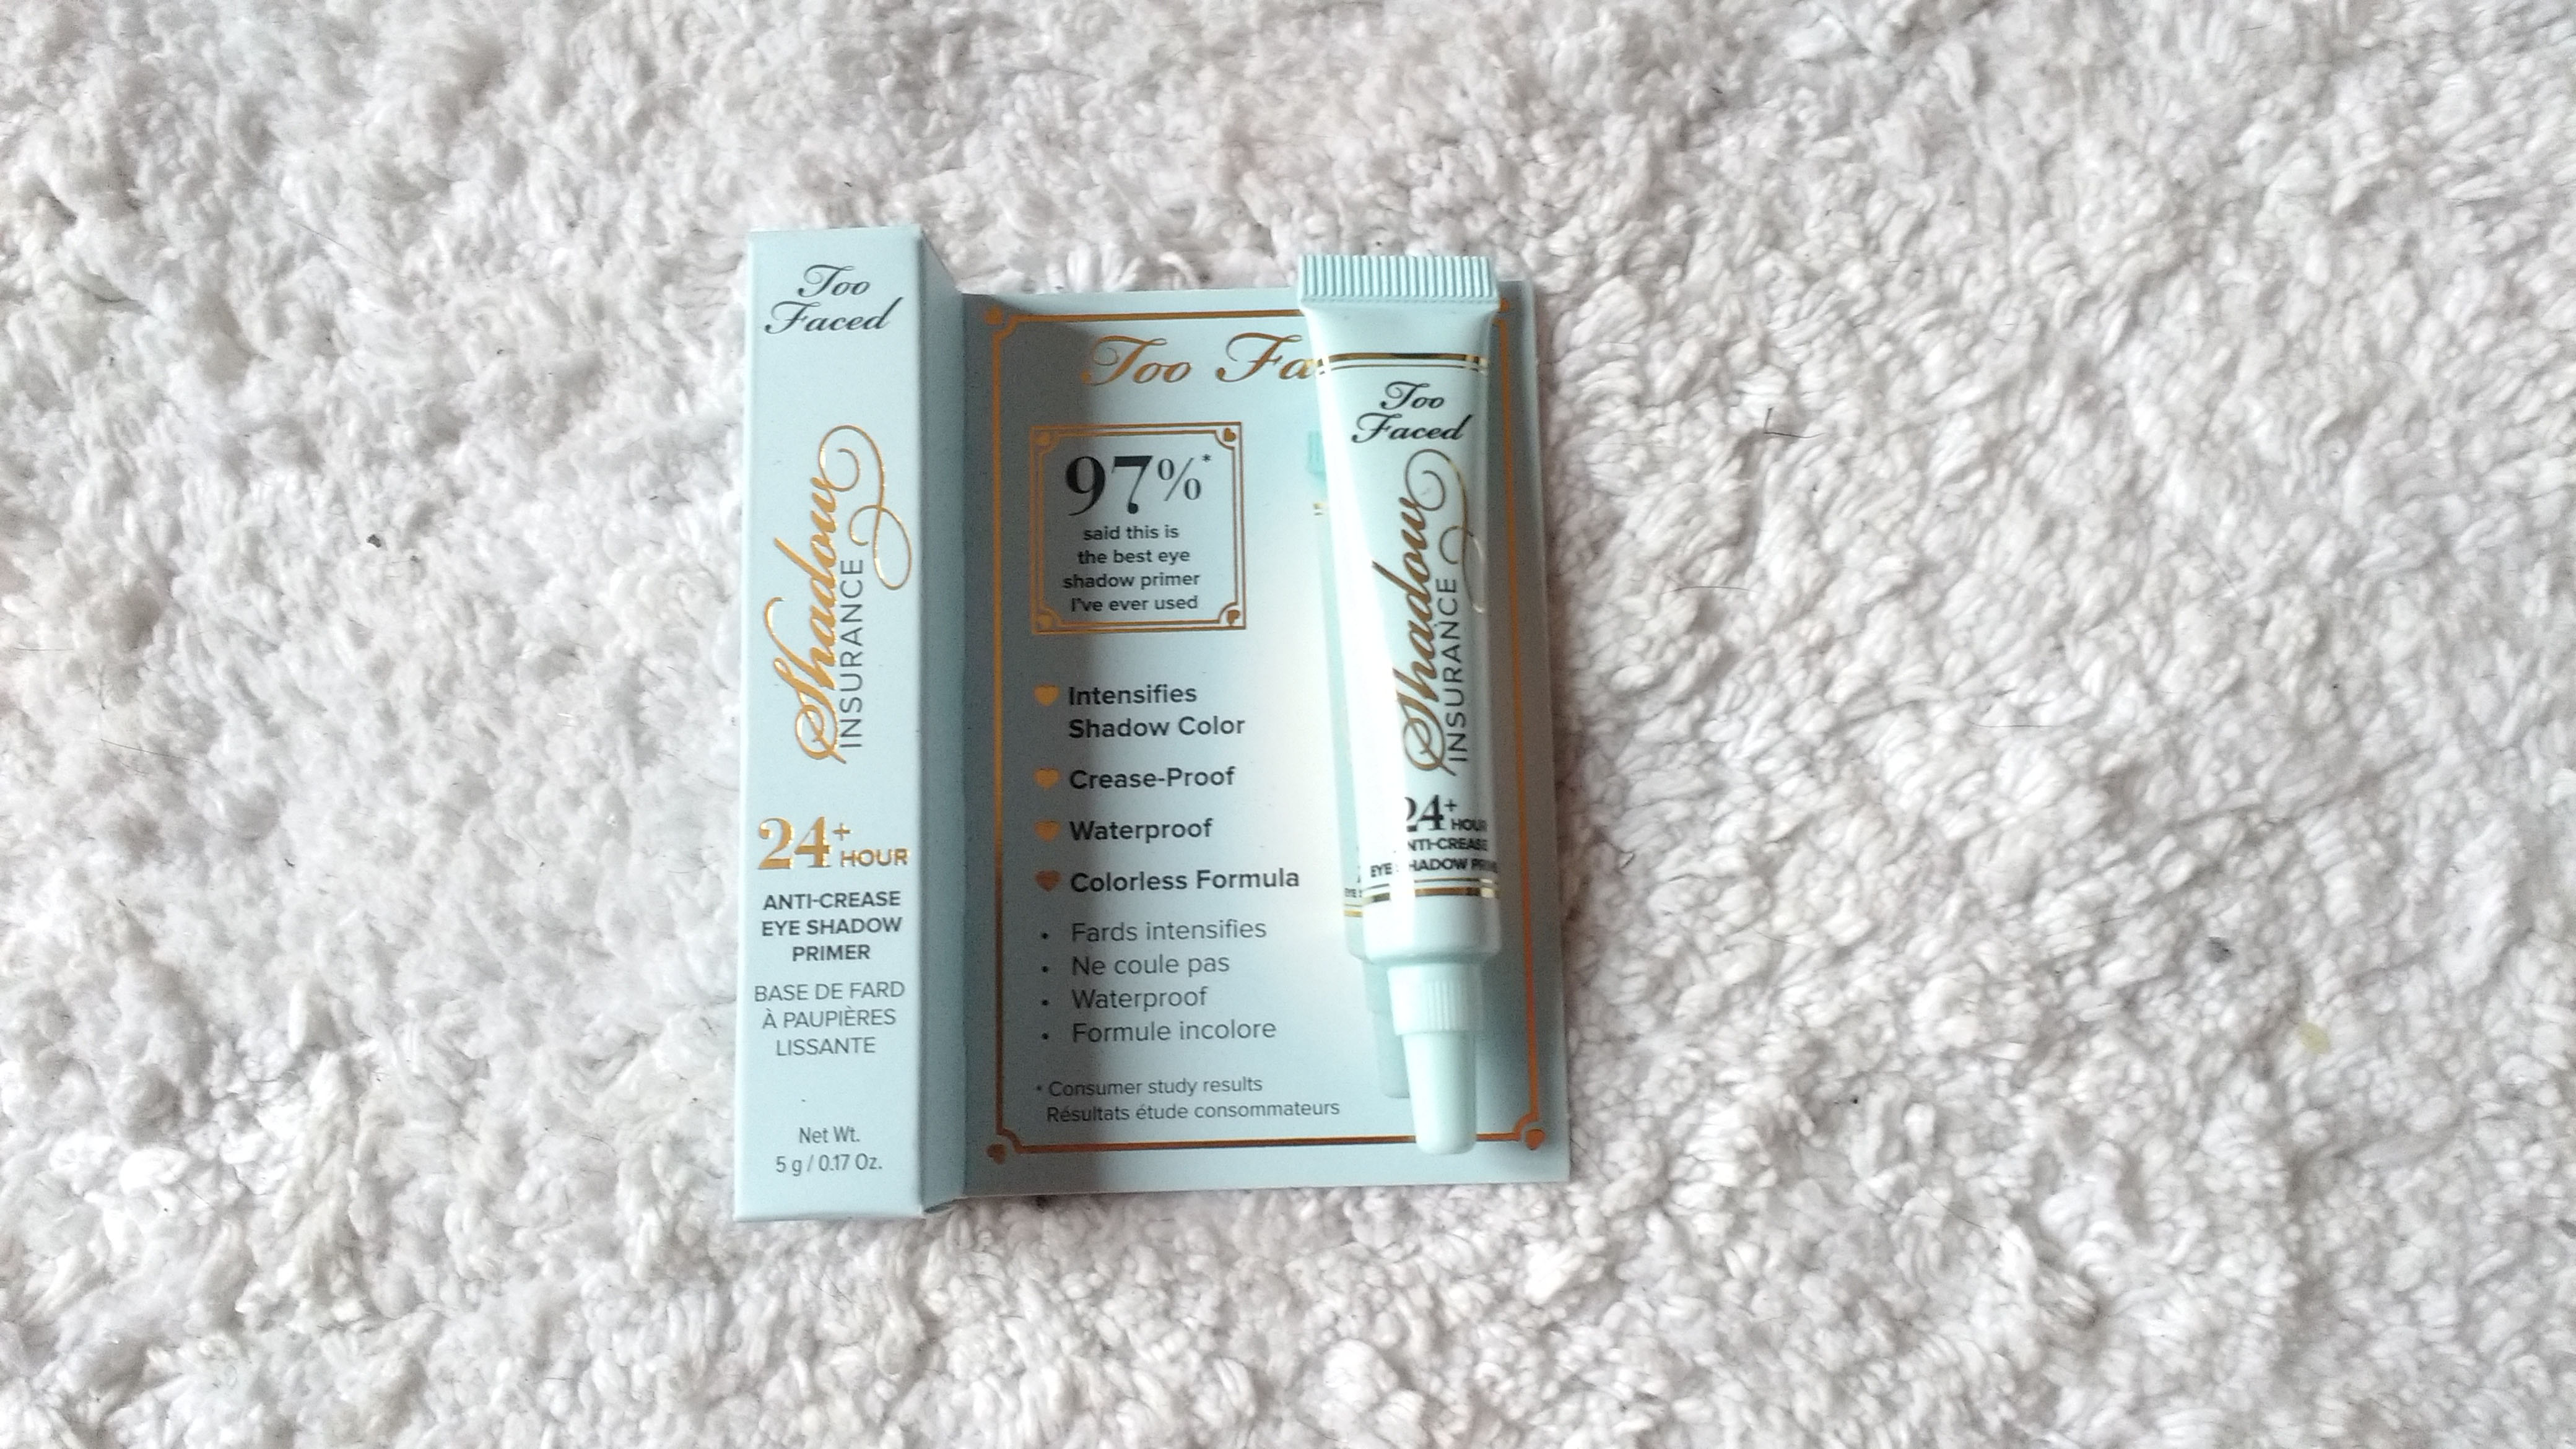 Too
Faced
Shadow
INSURANCE
24+ HOUR
ANTI-CREASE
EYE SHADOW
PRIMER
BASE DE FARD
À PAUPIÈRES
LISSANTE
Net Wt.
5 g / 0.17 Oz.
Too
97%*
said this is
the best eye
shadow primer
I've ever used
Intensifies
Shadow Color
Crease-Proof
Waterproof
Colorless Formula
• Fards intensifies
• Ne coule pas
• Waterproof
• Formule incolore
* Consumer study results
Résultats étude consommateurs
Too
Faced
Shadow
INSURANCE
24+ HOUR
NTI-CREASE
EYE HADOW